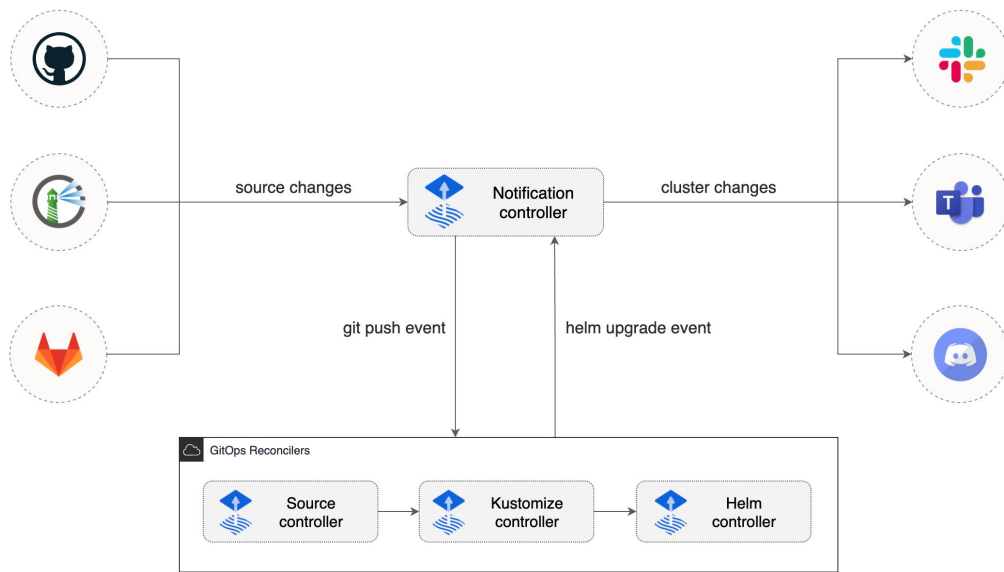 source changes
Notification
controller
cluster changes
T
git push event
helm upgrade event
GitOps Reconcilers
Source
controller
Kustomize
controller
Helm
controller